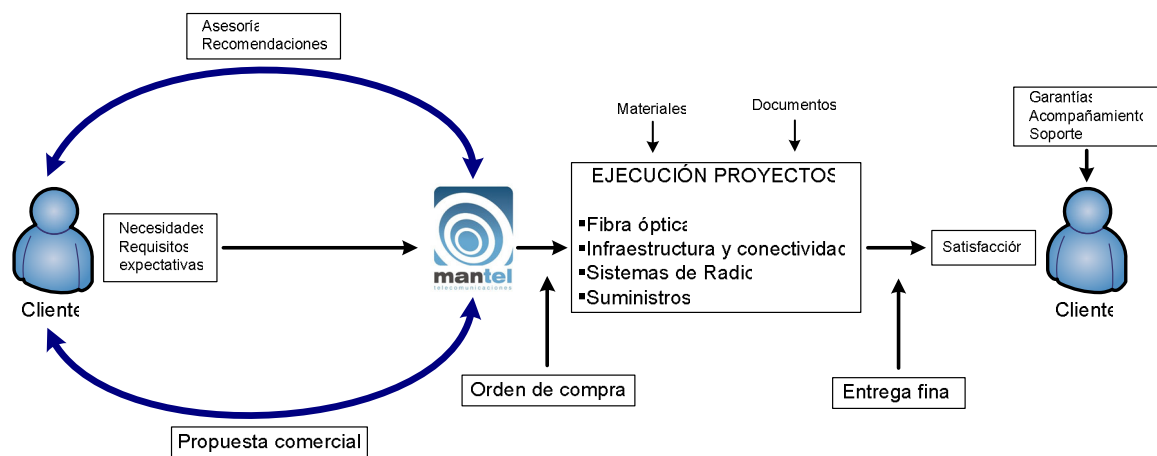 Asesoría
Recomendaciones
Necesidades
Requisitos
expectativas
Cliente
Propuesta comercial
mantel
telecomunicaciones
Orden de compra
Materiales
Documentos
EJECUCIÓN PROYECTOS
▪Fibra óptica
▪Infraestructura y conectividad
▪Sistemas de Radio
▪Suministros
Entrega fina
Satisfacción
Garantías
Acompañamiento
Soporte
Cliente